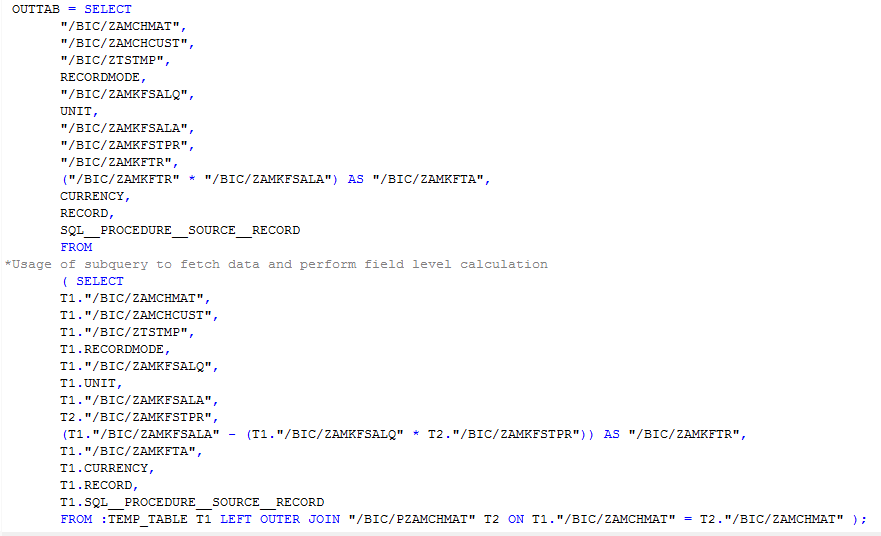 OUTTAB = SELECT
"/BIC/ZAMCHMAT",
"/BIC/ZAMCHCUST",
"/BIC/ZTSTMP",
RECORDMODE,
"/BIC/ZAMKFSALQ",
UNIT,
"/BIC/ZAMKFSALA",
"/BIC/ZAMKFSTPR",
"/BIC/ZAMKFTR",
("/BIC/ZAMKFTR" * "/BIC/ZAMKFSALA") AS "/BIC/ZAMKFTA",
CURRENCY,
RECORD,
SQL__PROCEDURE__SOURCE__RECORD
FROM
*Usage of subquery to fetch data and perform field level calculation
( SELECT
T1."/BIC/ZAMCHMAT",
T1."/BIC/ZAMCHCUST",
T1."/BIC/ZTSTMP",
T1.RECORDMODE,
T1."/BIC/ZAMKFSALQ",
T1.UNIT,
T1."/BIC/ZAMKFSALA",
T2."/BIC/ZAMKFSTPR",
(T1."/BIC/ZAMKFSALA" - (T1."/BIC/ZAMKFSALQ" * T2."/BIC/ZAMKFSTPR")) AS "/BIC/ZAMKFTR",
T1."/BIC/ZAMKFTA",
T1.CURRENCY,
T1.RECORD,
T1.SQL__PROCEDURE__SOURCE__RECORD
FROM :TEMP_TABLE T1 LEFT OUTER JOIN "/BIC/PZAMCHMAT" T2 ON T1."/BIC/ZAMCHMAT" = T2."/BIC/ZAMCHMAT" );